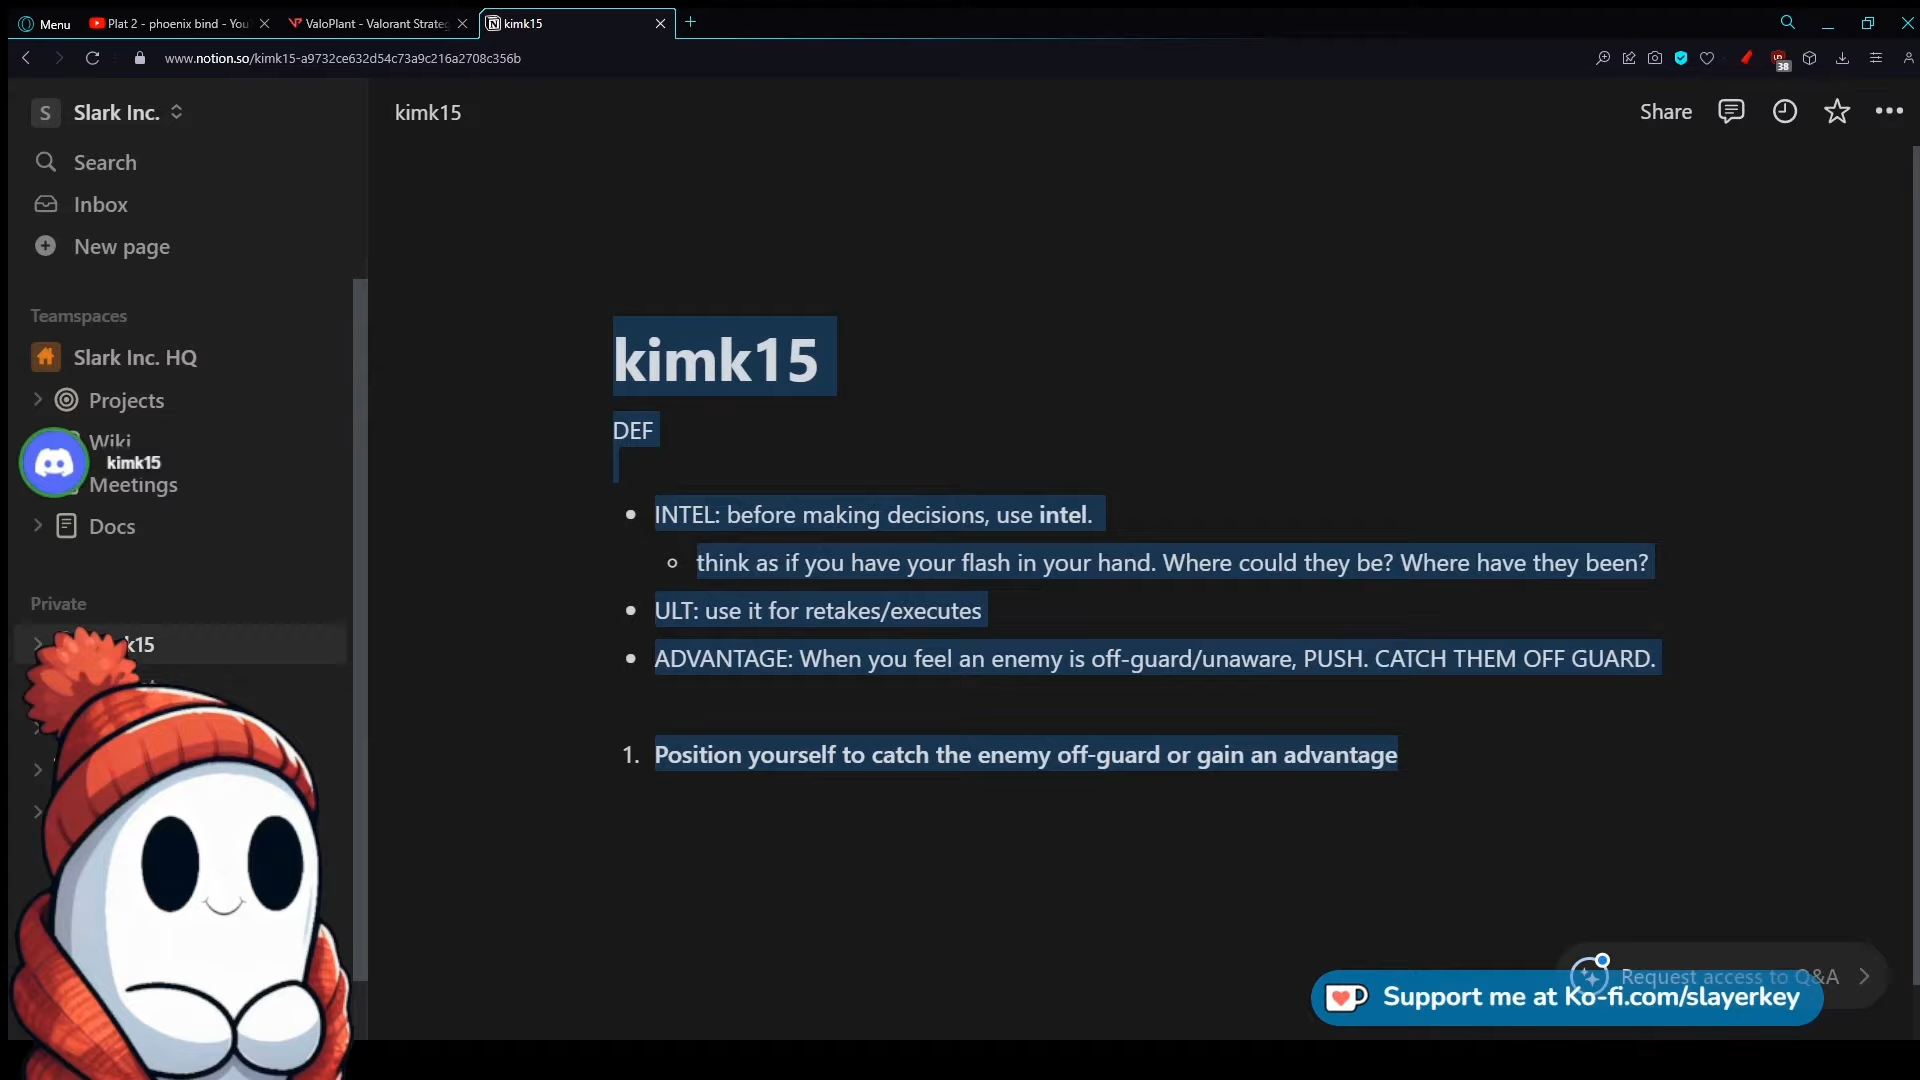 Menu
Plat 2 - phoenix bind - You
ValoPlant - Valorant Strate
kimk15
www.notion.so/kimk15-a9732ce632d54c73a9c216a2708c356b
38
S Slark Inc.
kimk15
Share
Search
Inbox
New page
Teamspaces
Slark Inc. HQ
Projects
Wiki
kimk15
Meetings
Docs
Private
k15
kimk15
DEF
• INTEL: before making decisions, use intel.
think as if you have your flash in your hand. Where could they be? Where have they been?
• ULT: use it for retakes/executes
• ADVANTAGE: When you feel an enemy is off-guard/unaware, PUSH. CATCH THEM OFF GUARD.
1. Position yourself to catch the enemy off-guard or gain an advantage
Request access to Q&A
Support me at Ko-fi.com/slayerkey